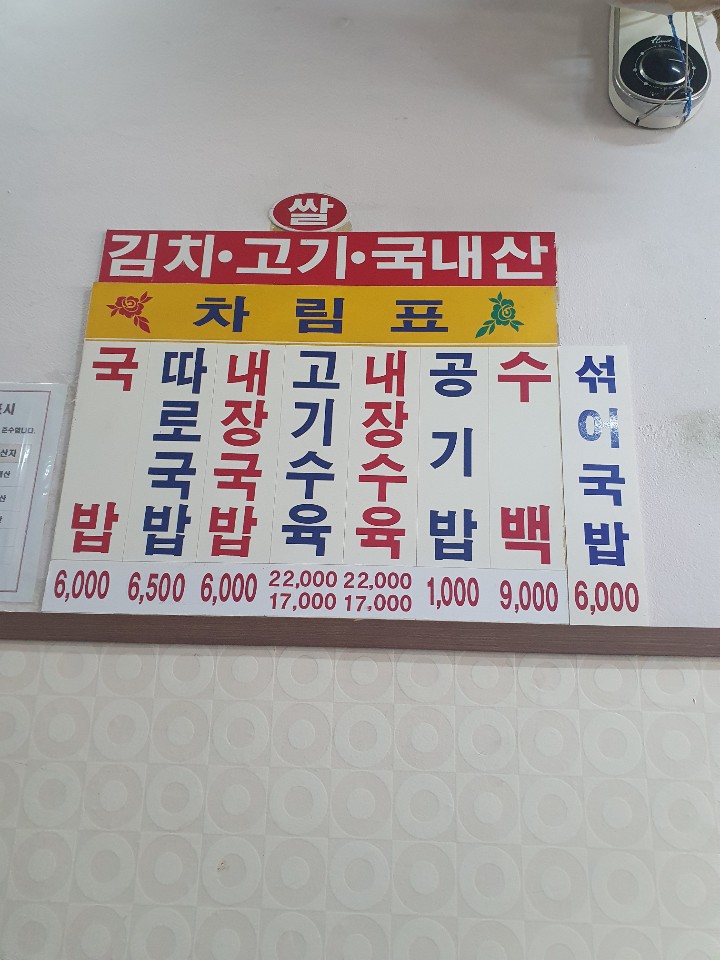 쌀
김치·고기·국내산
차림표
국밥 6,000
따로국밥 6,500
내장국밥 6,000
고기수육 22,000 17,000
내장수육 22,000 17,000
공기밥 1,000
수백 9,000
섞어국밥 6,000